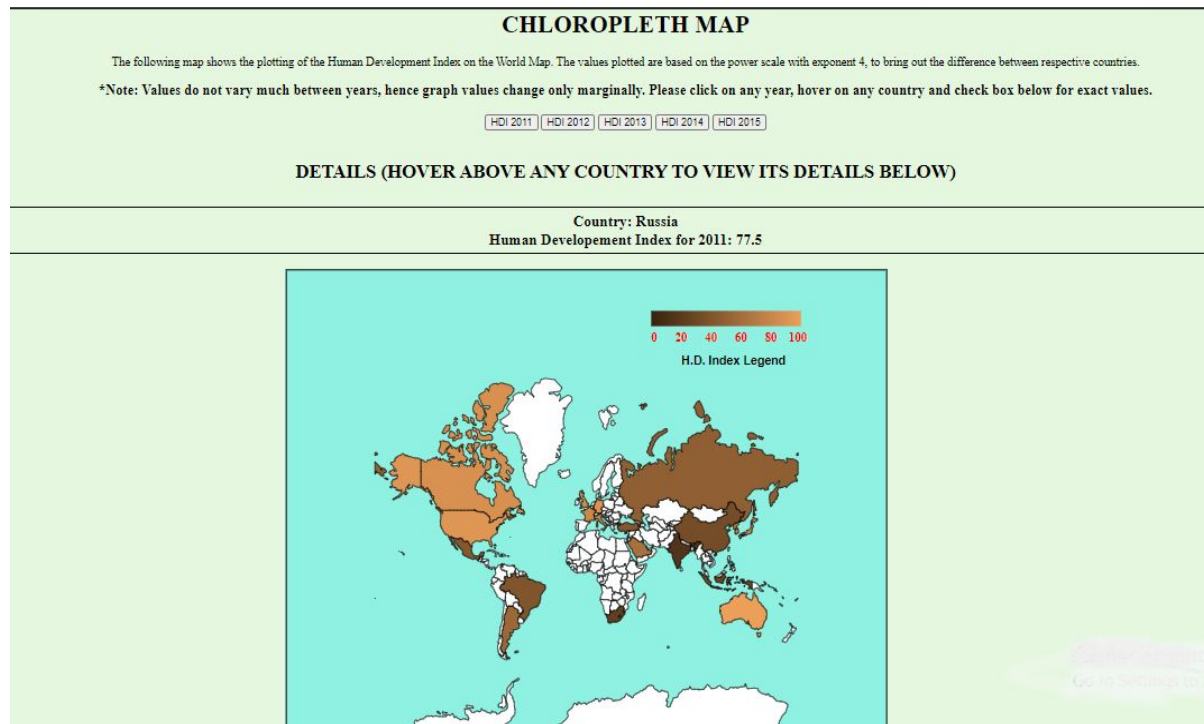 CHLOROPLETH MAP
The following map shows the plotting of the Human Development Index on the World Map. The values plotted are based on the power scale with exponent 4, to bring out the difference between respective countries.
*Note: Values do not vary much between years, hence graph values change only marginally. Please click on any year, hover on any country and check box below for exact values.
HDI 2011 HDI 2012 HDI 2013 HDI 2014 HDI 2015
DETAILS (HOVER ABOVE ANY COUNTRY TO VIEW ITS DETAILS BELOW)
Country: Russia
Human Developement Index for 2011: 77.5
0 20 40 60 80 100
H.D. Index Legend
Go to Settings to